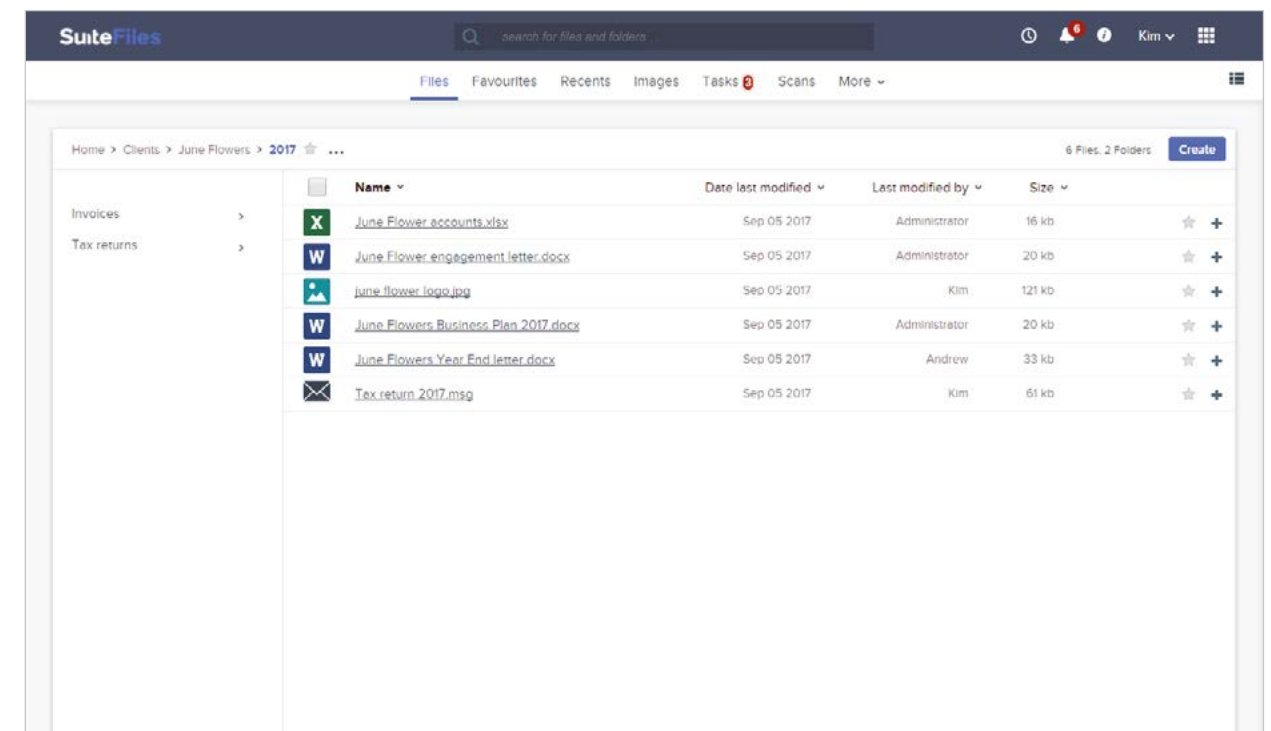 SuiteFiles search for files and folders ... 6 Kim
Files Favourites Recents Images Tasks 3 Scans More
Home > Clients > June Flowers > 2017 ... 6 Files, 2 Folders Create
Name Date last modified Last modified by Size
Invoices
Tax returns
June Flower accounts.xlsx Sep 05 2017 Administrator 16 kb
June Flower engagement letter.docx Sep 05 2017 Administrator 20 kb
june flower logo.jpg Sep 05 2017 Kim 121 kb
June Flowers Business Plan 2017.docx Sep 05 2017 Administrator 20 kb
June Flowers Year End letter.docx Sep 05 2017 Andrew 33 kb
Tax return 2017.msg Sep 05 2017 Kim 61 kb